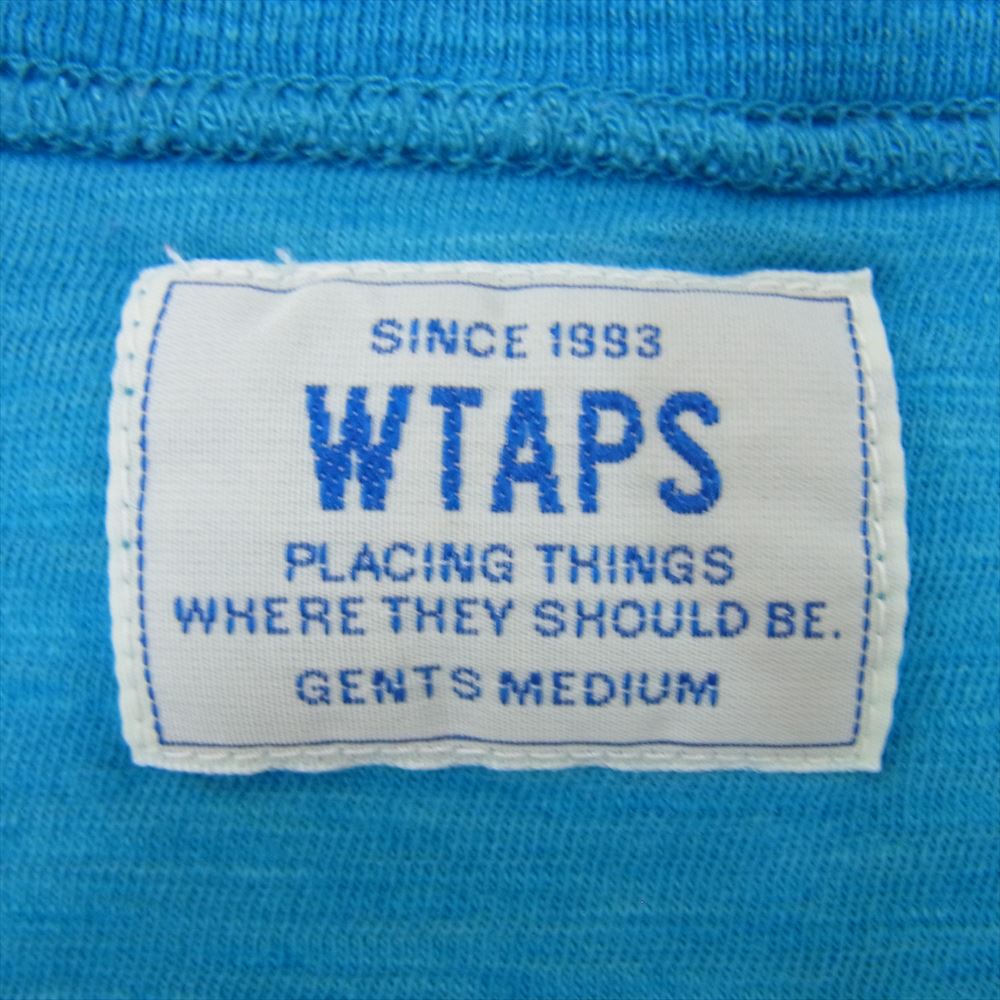 SINCE 1993
WTAPS
PLACING THINGS
WHERE THEY SHOULD BE.
GENTS MEDIUM